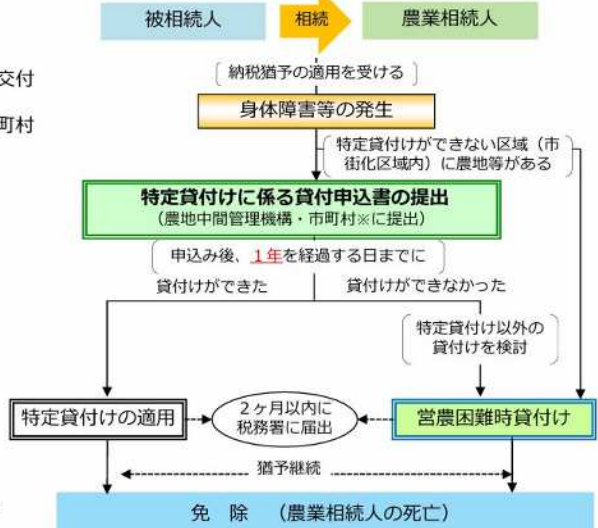 被相続人
相続
農業相続人
交付
町村
納税猶予の適用を受ける
身体障害等の発生
特定貸付けができない区域（市
街化区域内）に農地等がある
特定貸付けに係る貸付申込書の提出
（農地中間管理機構・市町村※に提出）
申込み後、１年を経過する日までに
貸付けができた
貸付けができなかった
特定貸付け以外の
貸付けを検討
特定貸付けの適用
２ヶ月以内に
税務署に届出
営農困難時貸付け
猶予継続
免　除　（農業相続人の死亡）